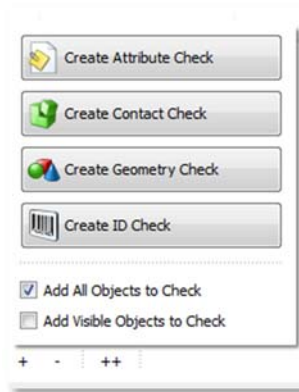 Create Attribute Check
Create Contact Check
Create Geometry Check
Create ID Check
Add All Objects to Check
Add Visible Objects to Check
+ - ++